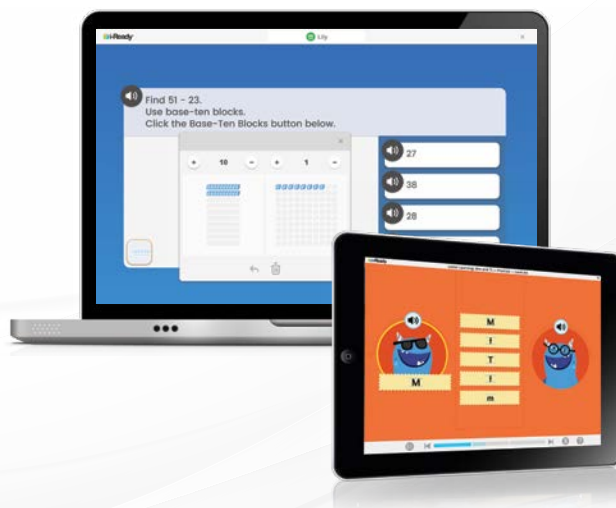 i-Ready
Lily
Find 51 - 23.
Use base-ten blocks.
Click the Base-Ten Blocks button below.
+ 10 - + 1 -
27
38
28
i-Ready
M
M
T
m